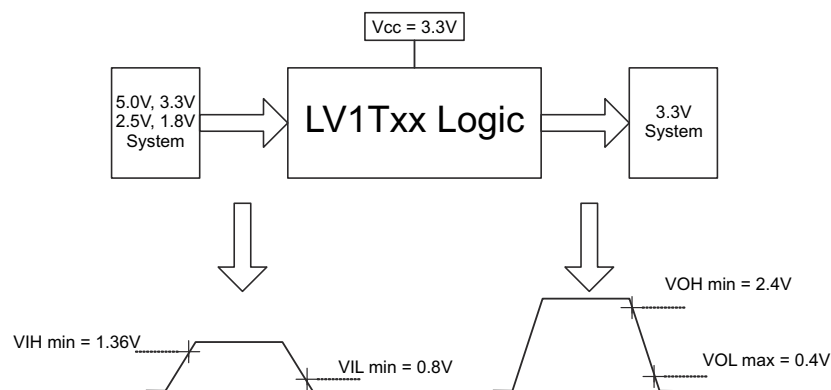 Vcc = 3.3V
5.0V, 3.3V
2.5V, 1.8V
System
LV1Txx Logic
3.3V
System
VOH min = 2.4V
VIH min = 1.36V
VIL min = 0.8V
VOL max = 0.4V